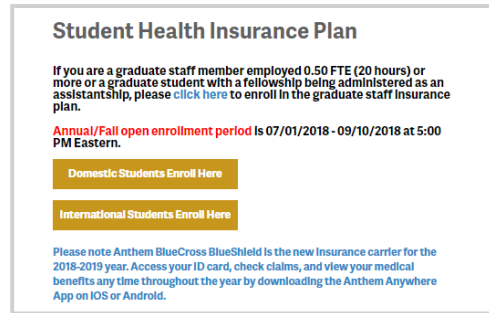 Student Health Insurance Plan
If you are a graduate staff member employed 0.50 FTE (20 hours) or
more or a graduate student with a fellowship being administered as an
assistantship, please click here to enroll in the graduate staff insurance
plan.
Annual/Fall open enrollment period is 07/01/2018 - 09/10/2018 at 5:00
PM Eastern.
Domestic Students Enroll Here
International Students Enroll Here
Please note Anthem BlueCross BlueShield is the new insurance carrier for the
2018-2019 year. Access your ID card, check claims, and view your medical
benefits any time throughout the year by downloading the Anthem Anywhere
App on IOS or Android.